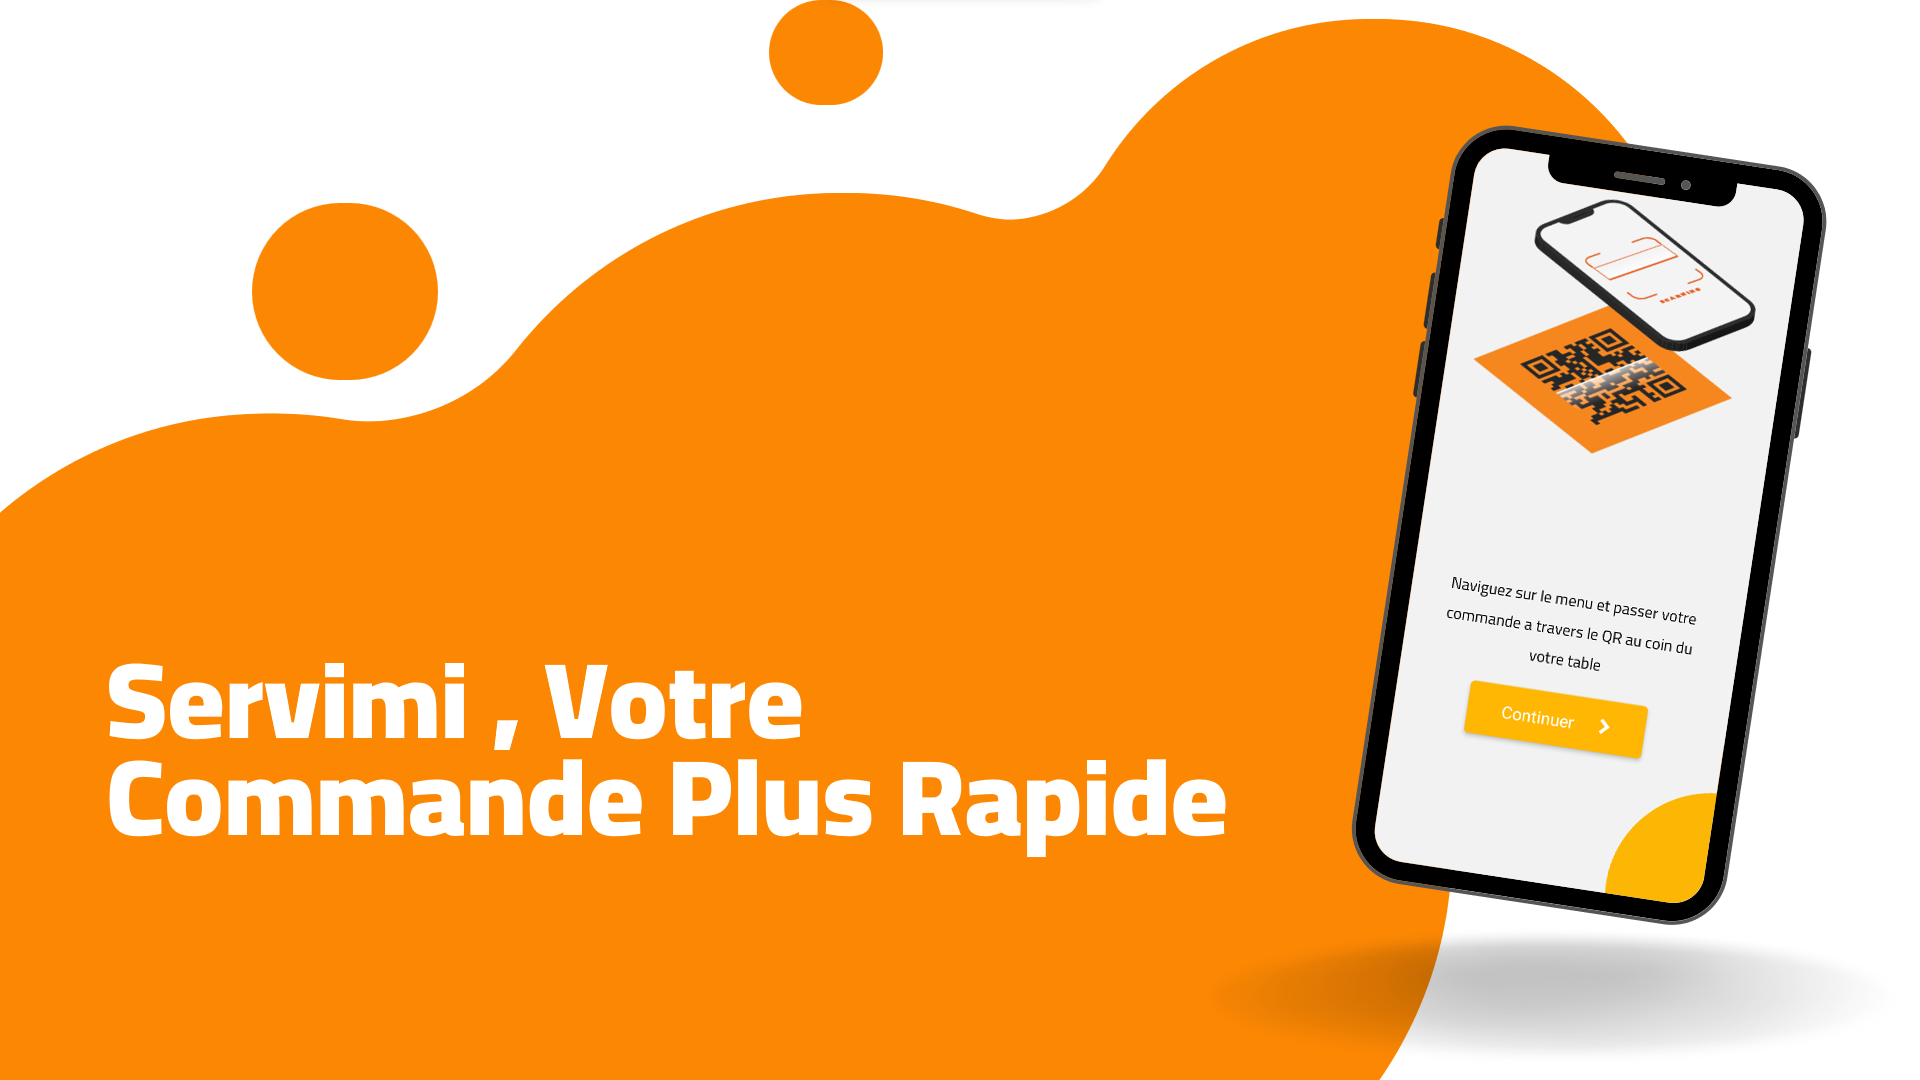 Servimi , Votre
Commande Plus Rapide
SCANNING
Naviguez sur le menu et passer votre
commande a travers le QR au coin du
votre table
Continuer